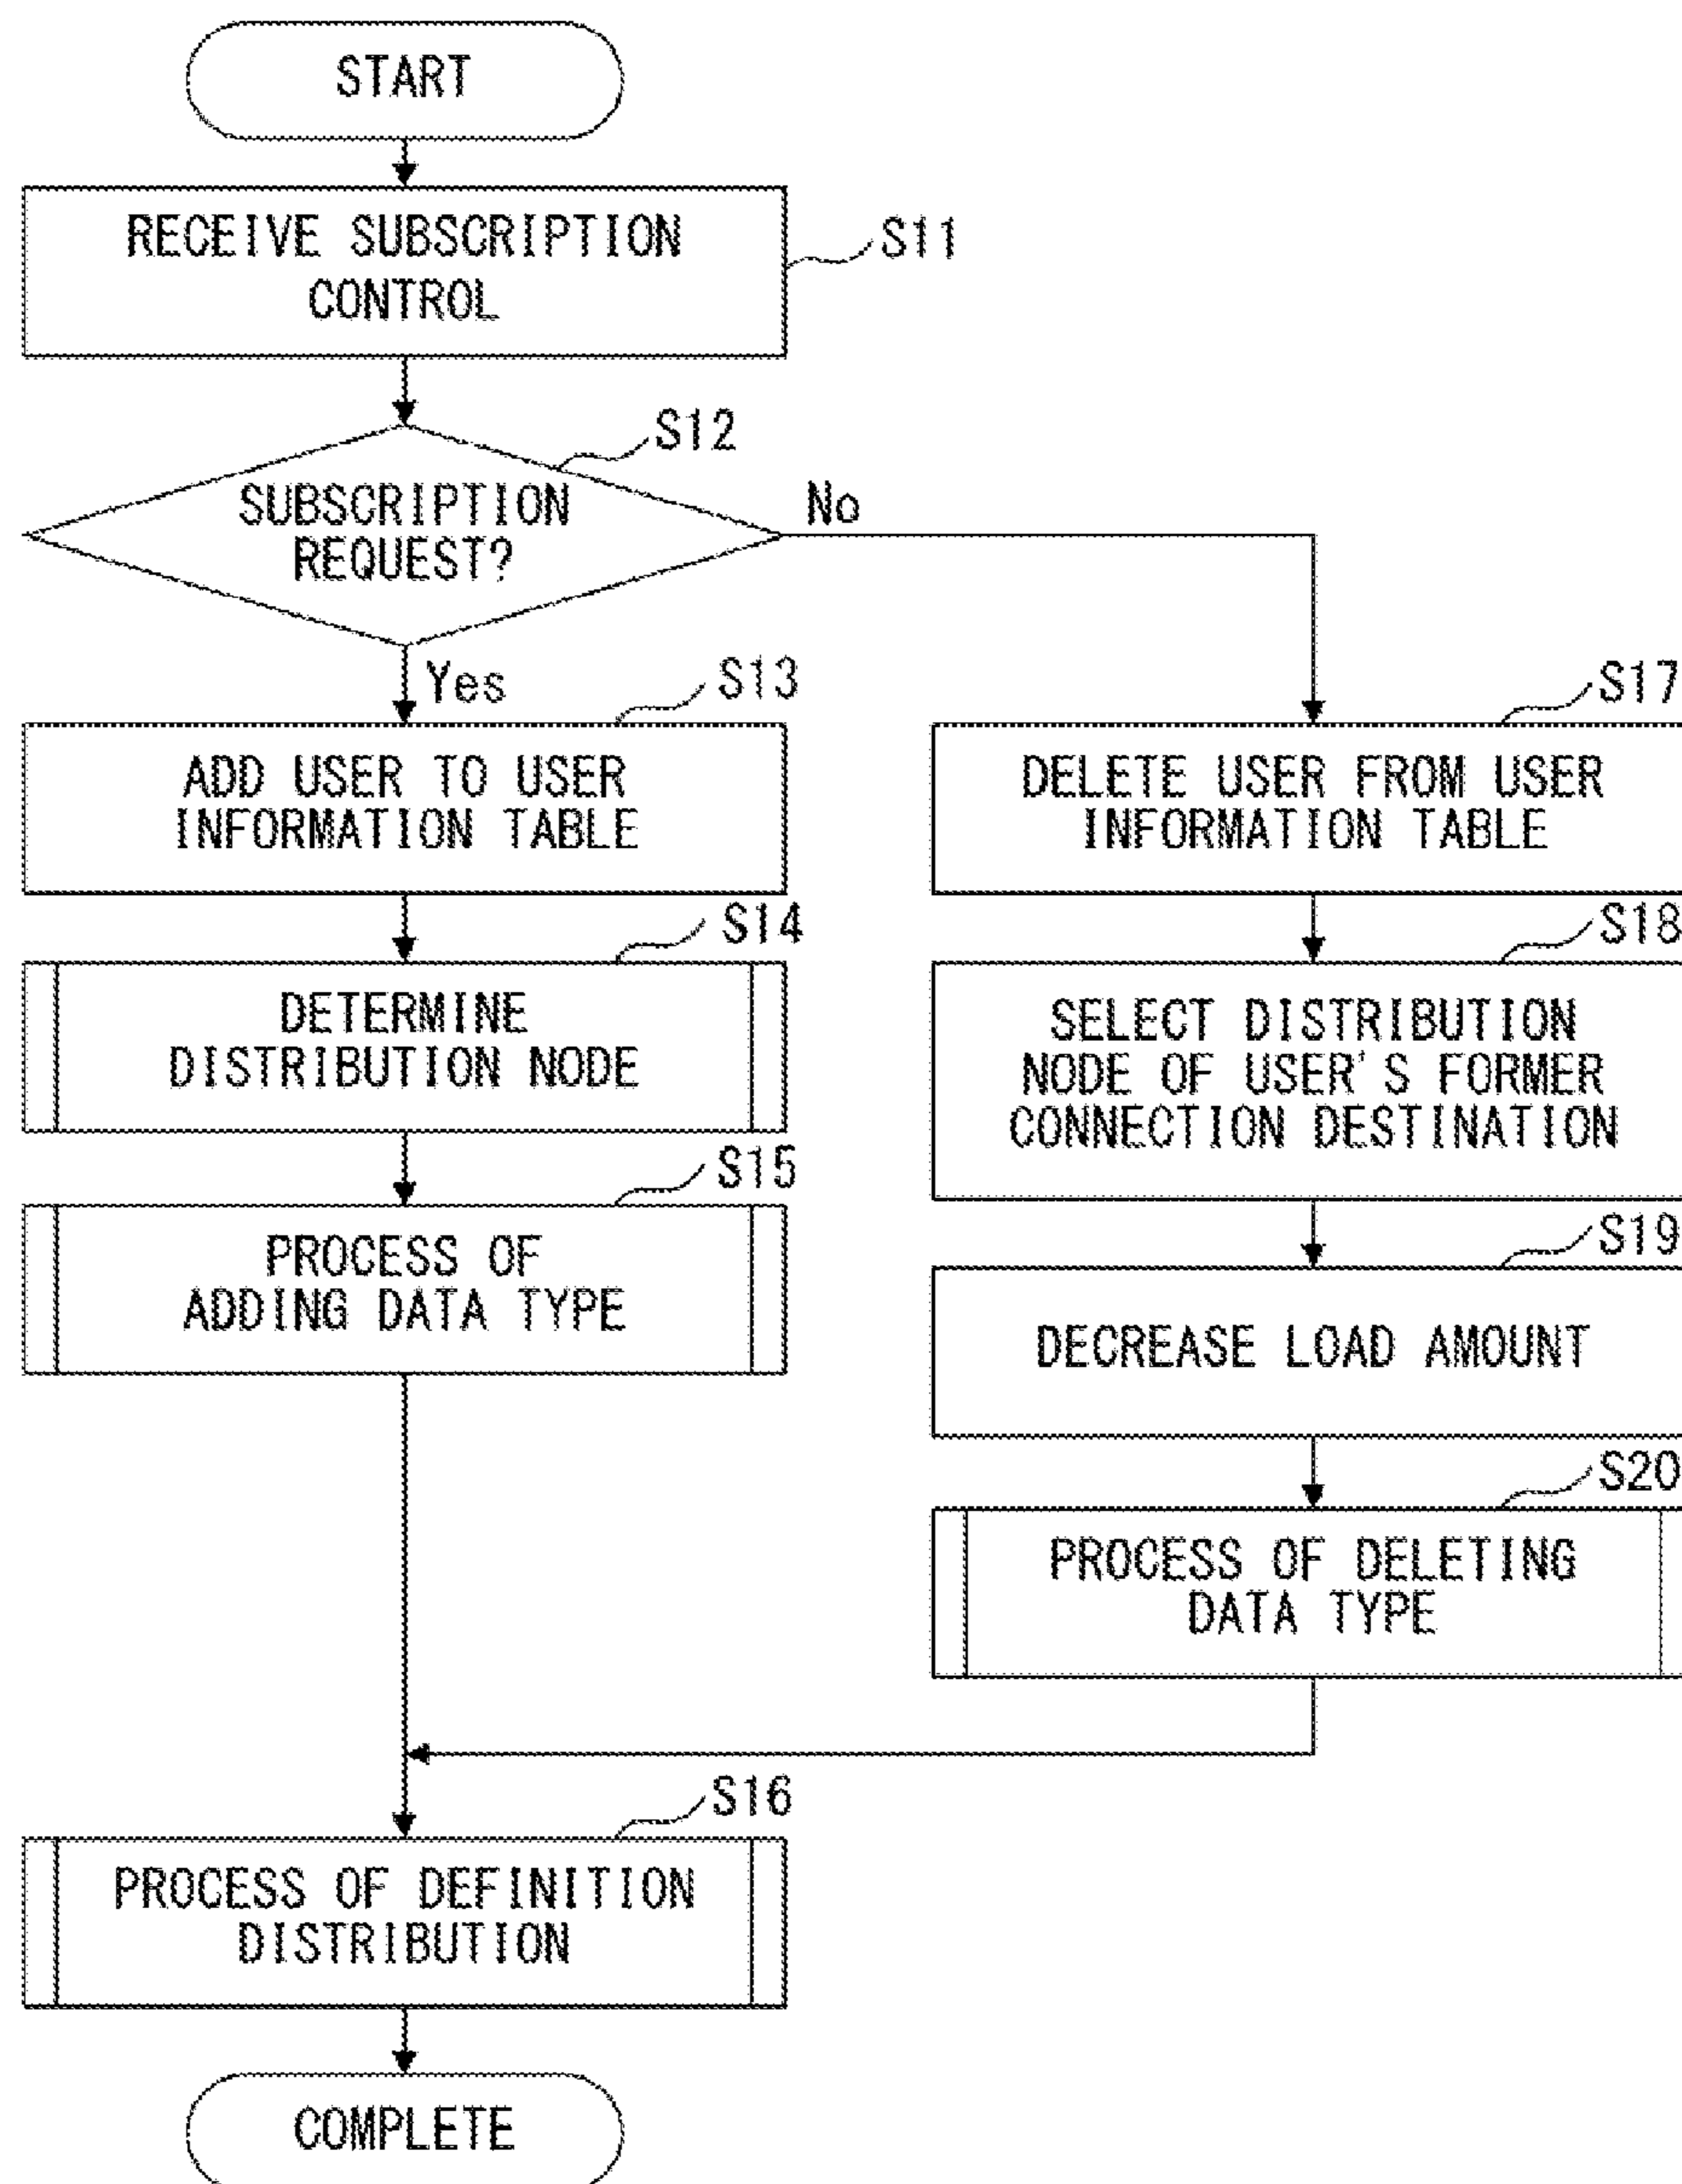 START
RECEIVE SUBSCRIPTION
CONTROL
S11
S12
SUBSCRIPTION
REQUEST?
No
Yes
S13
ADD USER TO USER
INFORMATION TABLE
S14
DETERMINE
DISTRIBUTION NODE
S15
PROCESS OF
ADDING DATA TYPE
S17
DELETE USER FROM USER
INFORMATION TABLE
S18
SELECT DISTRIBUTION
NODE OF USER'S FORMER
CONNECTION DESTINATION
S19
DECREASE LOAD AMOUNT
S20
PROCESS OF DELETING
DATA TYPE
S16
PROCESS OF DEFINITION
DISTRIBUTION
COMPLETE